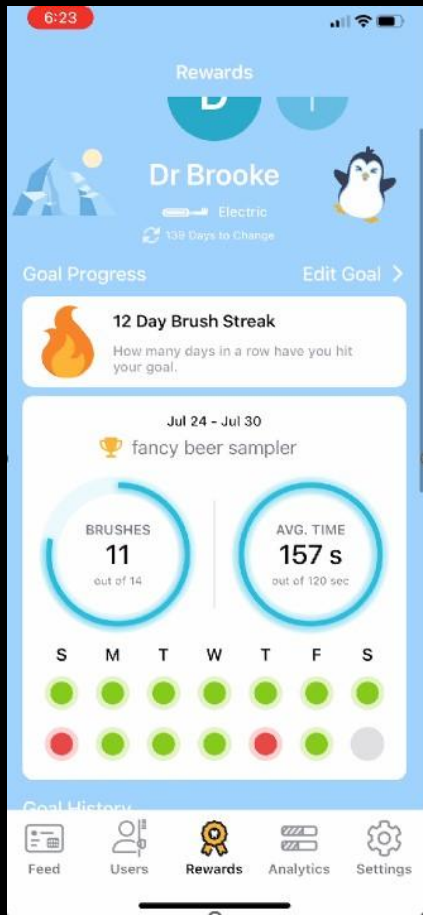 6:23
Rewards
Dr Brooke
Electric
139 Days to Change
Goal Progress
Edit Goal
12 Day Brush Streak
How many days in a row have you hit
your goal.
Jul 24 - Jul 30
fancy beer sampler
BRUSHES
11
out of 14
AVG. TIME
157 s
out of 120 sec
S M T W T F S
Goal History
Feed Users Rewards Analytics Settings